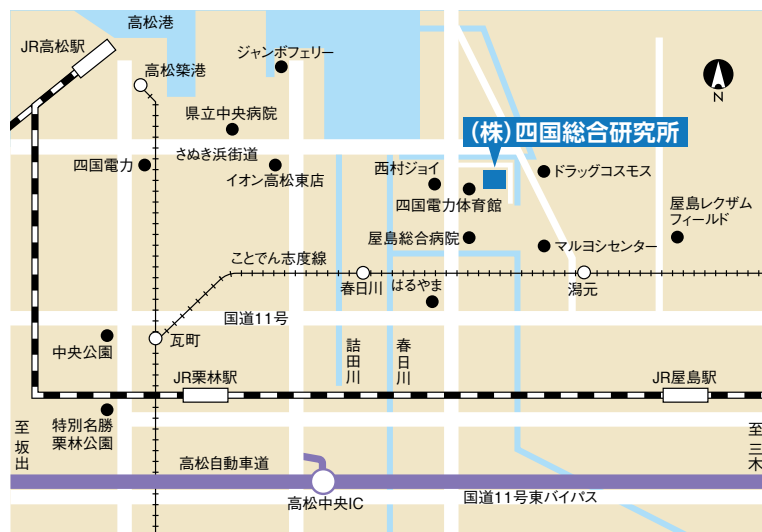 高松港
JR高松駅
ジャンボフェリー
高松築港
N
県立中央病院
(株)四国総合研究所
さぬき浜街道
四国電力
イオン高松東店
西村ジョイ
ドラッグコスモス
四国電力体育館
屋島レクザム
フィールド
屋島総合病院
マルヨシセンター
ことでん志度線
春日川
はるやま
潟元
国道11号
中央公園
瓦町
詰田川
春日川
JR栗林駅
JR屋島駅
特別名勝
栗林公園
至坂出
至三木
高松自動車道
高松中央IC
国道11号東バイパス